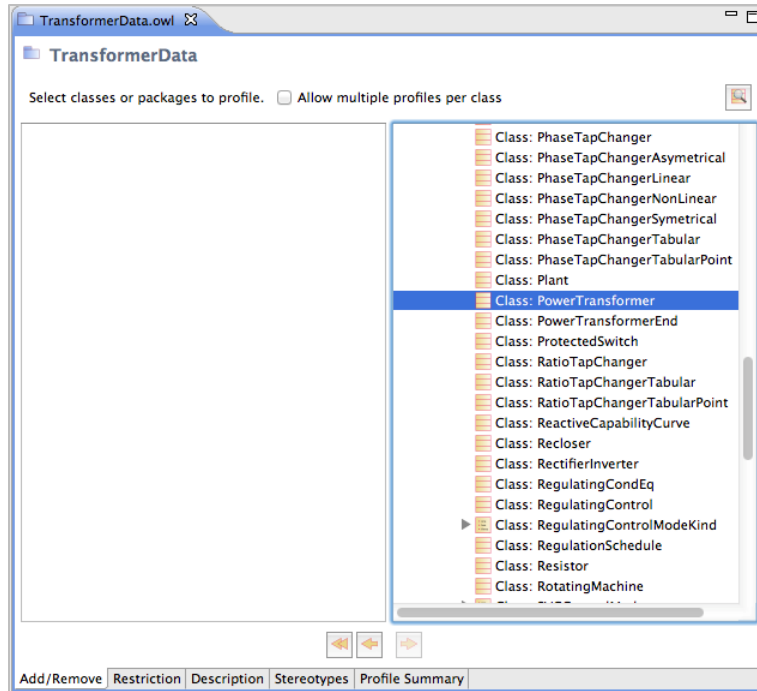 TransformerData.owl
TransformerData
Select classes or packages to profile. Allow multiple profiles per class
Class: PhaseTapChanger
Class: PhaseTapChangerAsymetrical
Class: PhaseTapChangerLinear
Class: PhaseTapChangerNonLinear
Class: PhaseTapChangerSymetrical
Class: PhaseTapChangerTabular
Class: PhaseTapChangerTabularPoint
Class: Plant
Class: PowerTransformer
Class: PowerTransformerEnd
Class: ProtectedSwitch
Class: RatioTapChanger
Class: RatioTapChangerTabular
Class: RatioTapChangerTabularPoint
Class: ReactiveCapabilityCurve
Class: Recloser
Class: RectifierInverter
Class: RegulatingCondEq
Class: RegulatingControl
Class: RegulatingControlModeKind
Class: RegulationSchedule
Class: Resistor
Class: RotatingMachine
Add/Remove Restriction Description Stereotypes Profile Summary